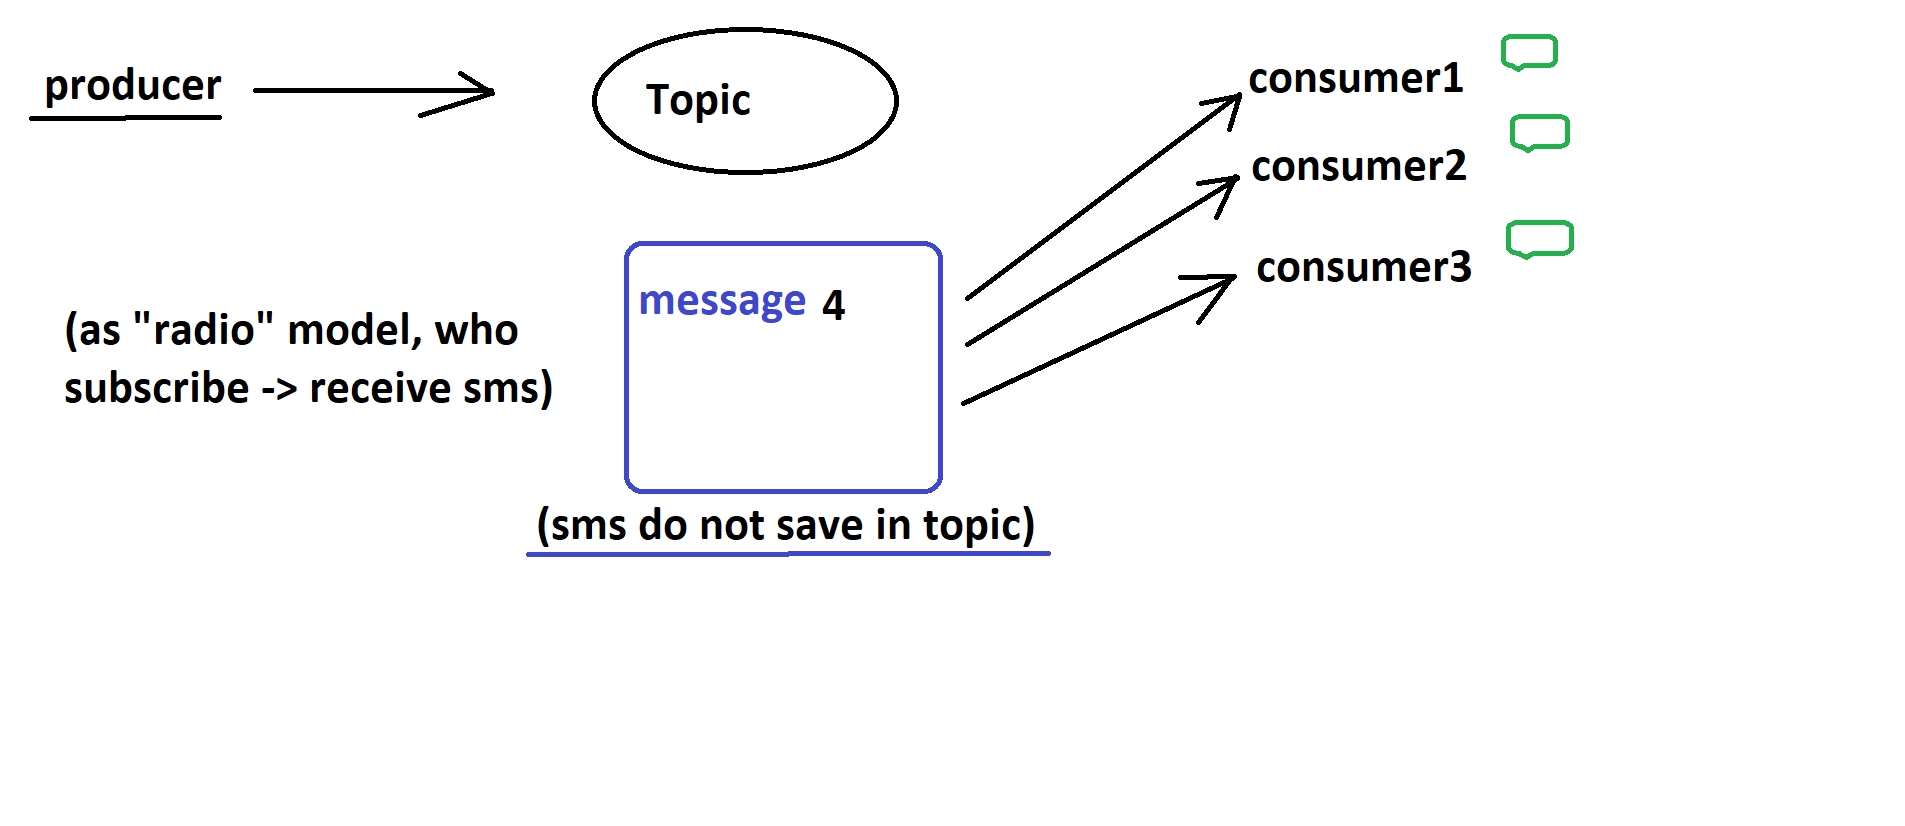 producer
Topic
consumer1
consumer2
consumer3
message 4
(as "radio" model, who
subscribe -> receive sms)
(sms do not save in topic)